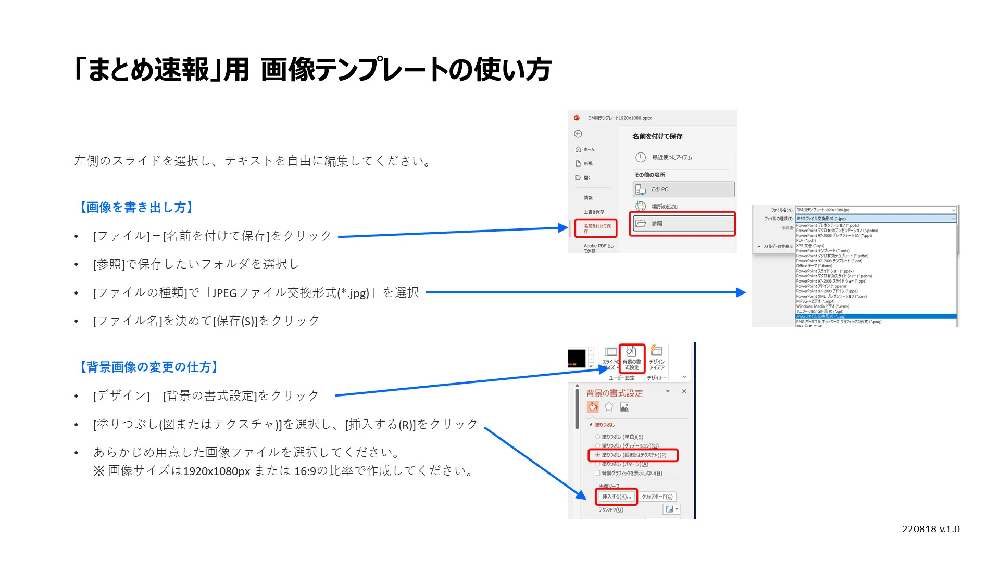 「まとめ速報」用 画像テンプレートの使い方
左側のスライドを選択し、テキストを自由に編集してください。
【画像を書き出し方】
• [ファイル]－[名前を付けて保存]をクリック
• [参照]で保存したいフォルダを選択し
• [ファイルの種類]で「JPEGファイル交換形式(*.jpg)」を選択
• [ファイル名]を決めて[保存(S)]をクリック
【背景画像の変更の仕方】
• [デザイン]－[背景の書式設定]をクリック
• [塗りつぶし(図またはテクスチャ)]を選択し、[挿入する(R)]をクリック
• あらかじめ用意した画像ファイルを選択してください。
※ 画像サイズは1920x1080px または 16:9の比率で作成してください。
DM用テンプレート1920x1080.pptx
ホーム
新規
開く
情報
上書き保存
名前を付けて保
存
Adobe PDF とし
て保存
名前を付けて保存
最近使ったアイテム
その他の場所
この PC
場所の追加
参照
ファイル名(N): DM用テンプレート1920x1080.jpg
ファイルの種類(T): JPEG ファイル交換形式 (*.jpg)
作成者:
フォルダーの非表示
PowerPoint プレゼンテーション (*.pptx)
PowerPoint マクロ有効プレゼンテーション (*.pptm)
PowerPoint 97-2003 プレゼンテーション (*.ppt)
PDF (*.pdf)
XPS 文書 (*.xps)
PowerPoint テンプレート (*.potx)
PowerPoint マクロ有効テンプレート (*.potm)
PowerPoint 97-2003 テンプレート (*.pot)
Office テーマ (*.thmx)
PowerPoint スライド ショー (*.ppsx)
PowerPoint マクロ有効スライド ショー (*.ppsm)
PowerPoint 97-2003 スライド ショー (*.pps)
PowerPoint アドイン (*.ppam)
PowerPoint 97-2003 アドイン (*.ppa)
PowerPoint XML プレゼンテーション (*.xml)
MPEG-4 ビデオ (*.mp4)
Windows Media ビデオ (*.wmv)
アニメーション GIF 形式 (*.gif)
JPEG ファイル交換形式 (*.jpg)
PNG ポータブル ネットワーク グラフィックス形式 (*.png)
TIFF 形式 (*.tif)
スライドの
サイズ
背景の書
式設定
デザイン
アイデア
ユーザー設定
デザイナー
背景の書式設定
塗りつぶし
塗りつぶし (単色)(S)
塗りつぶし (グラデーション)(G)
塗りつぶし (図またはテクスチャ)(P)
塗りつぶし (パターン)(A)
背景グラフィックを表示しない(H)
画像ソース
挿入する(R)... クリップボード(C)
テクスチャ(U)
220818-v.1.0